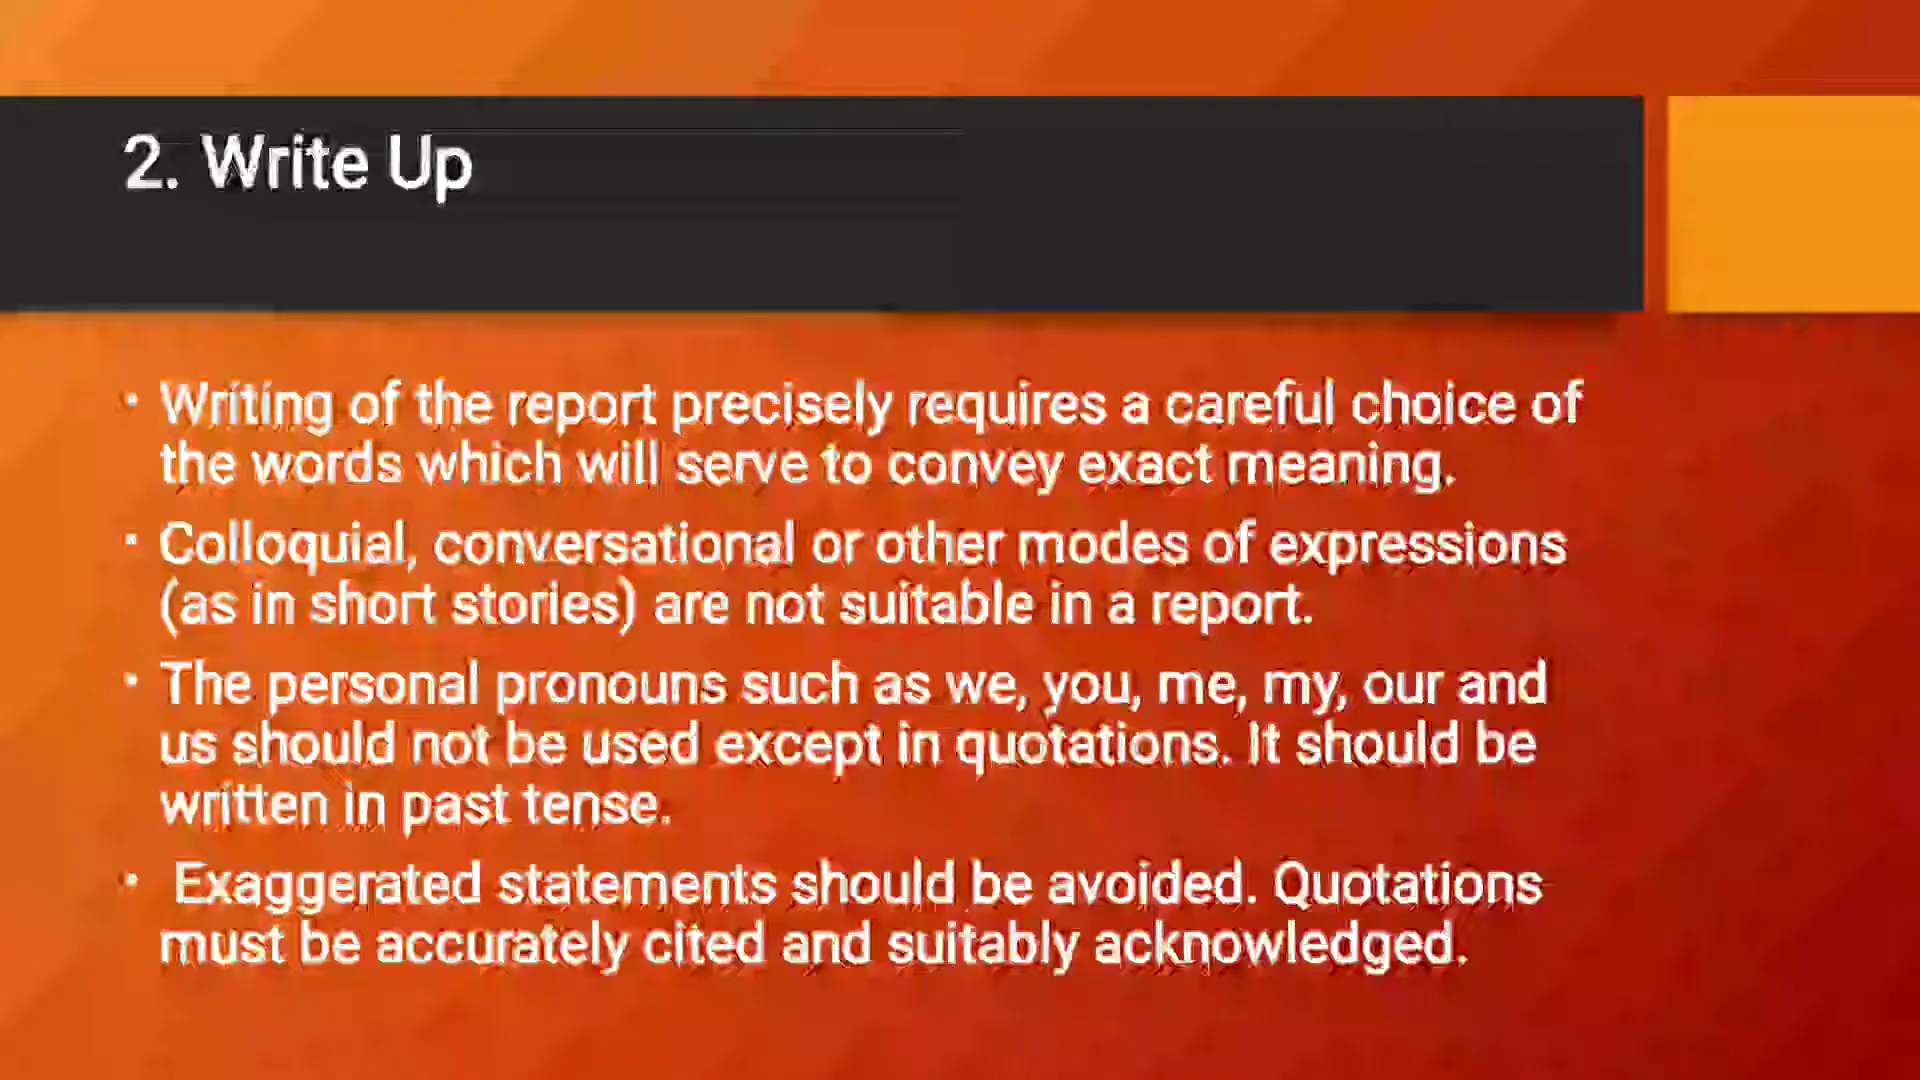 2. Write Up
• Writing of the report precisely requires a careful choice of
the words which will serve to convey exact meaning.
• Colloquial, conversational or other modes of expressions
(as in short stories) are not suitable in a report.
• The personal pronouns such as we, you, me, my, our and
us should not be used except in quotations. It should be
written in past tense.
• Exaggerated statements should be avoided. Quotations
must be accurately cited and suitably acknowledged.